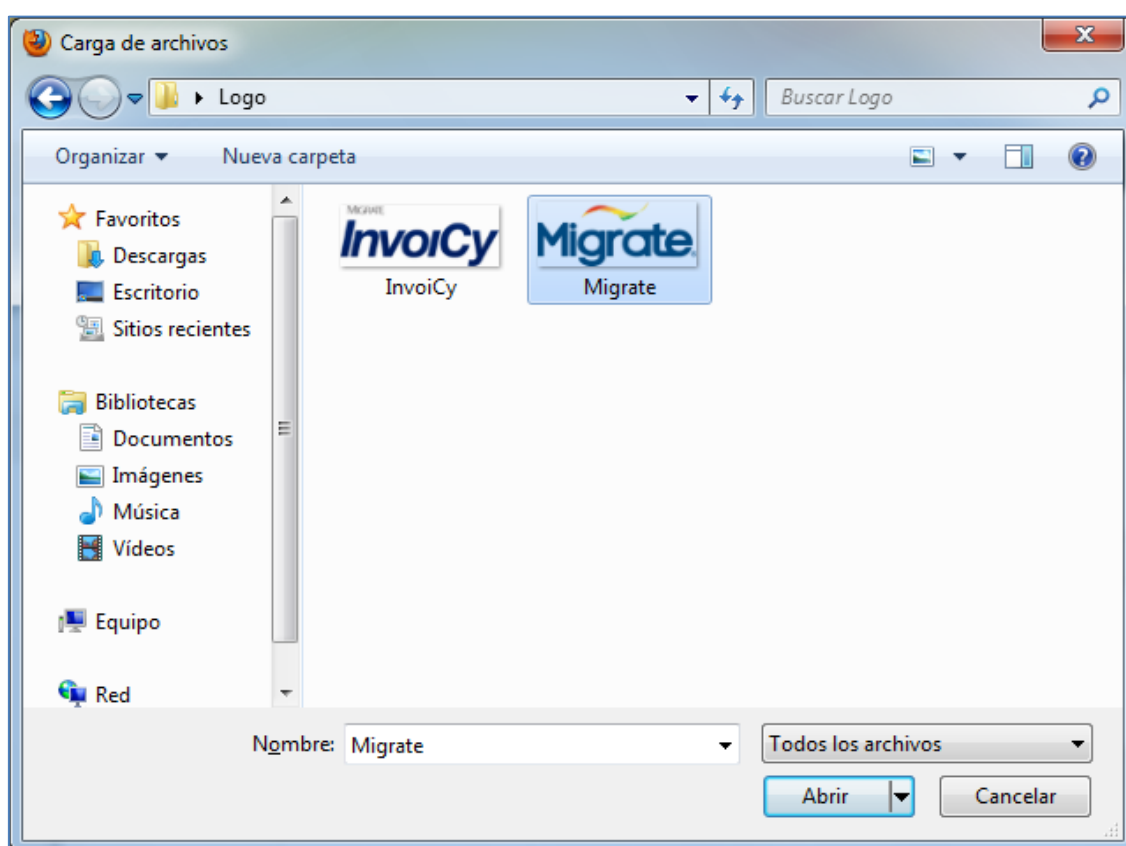 Carga de archivos
Logo
Buscar Logo
Organizar
Nueva carpeta
Favoritos
Descargas
Escritorio
Sitios recientes
Bibliotecas
Documentos
Imágenes
Música
Vídeos
Equipo
Red
MIGRATE
InvoiCy
InvoiCy
Migrate
Migrate
Nombre: Migrate
Todos los archivos
Abrir
Cancelar